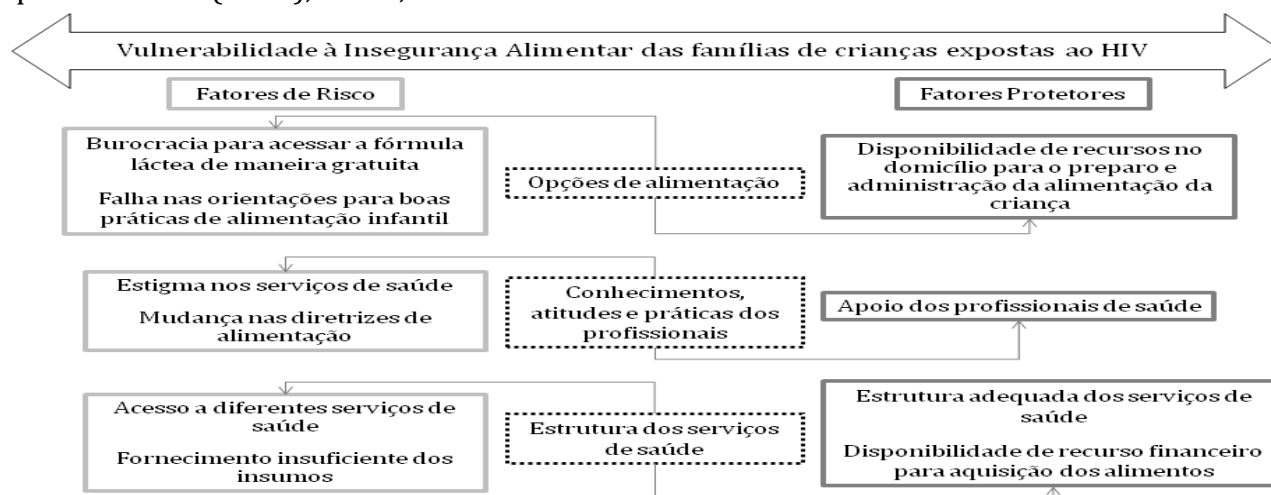 Vulnerabilidade à Insegurança Alimentar das famílias de crianças expostas ao HIV
Fatores de Risco
Fatores Protetores
Burocracia para acessar a fórmula
láctea de maneira gratuita
Falha nas orientações para boas
práticas de alimentação infantil
Opções de alimentação
Disponibilidade de recursos no
domicílio para o preparo e
administração da alimentação da
criança
Estigma nos serviços de saúde
Mudança nas diretrizes de
alimentação
Conhecimentos,
atitudes e práticas dos
profissionais
Apoio dos profissionais de saúde
Acesso a diferentes serviços de
saúde
Fornecimento insuficiente dos
insumos
Estrutura dos serviços
de saúde
Estrutura adequada dos serviços de
saúde
Disponibilidade de recurso financeiro
para aquisição dos alimentos